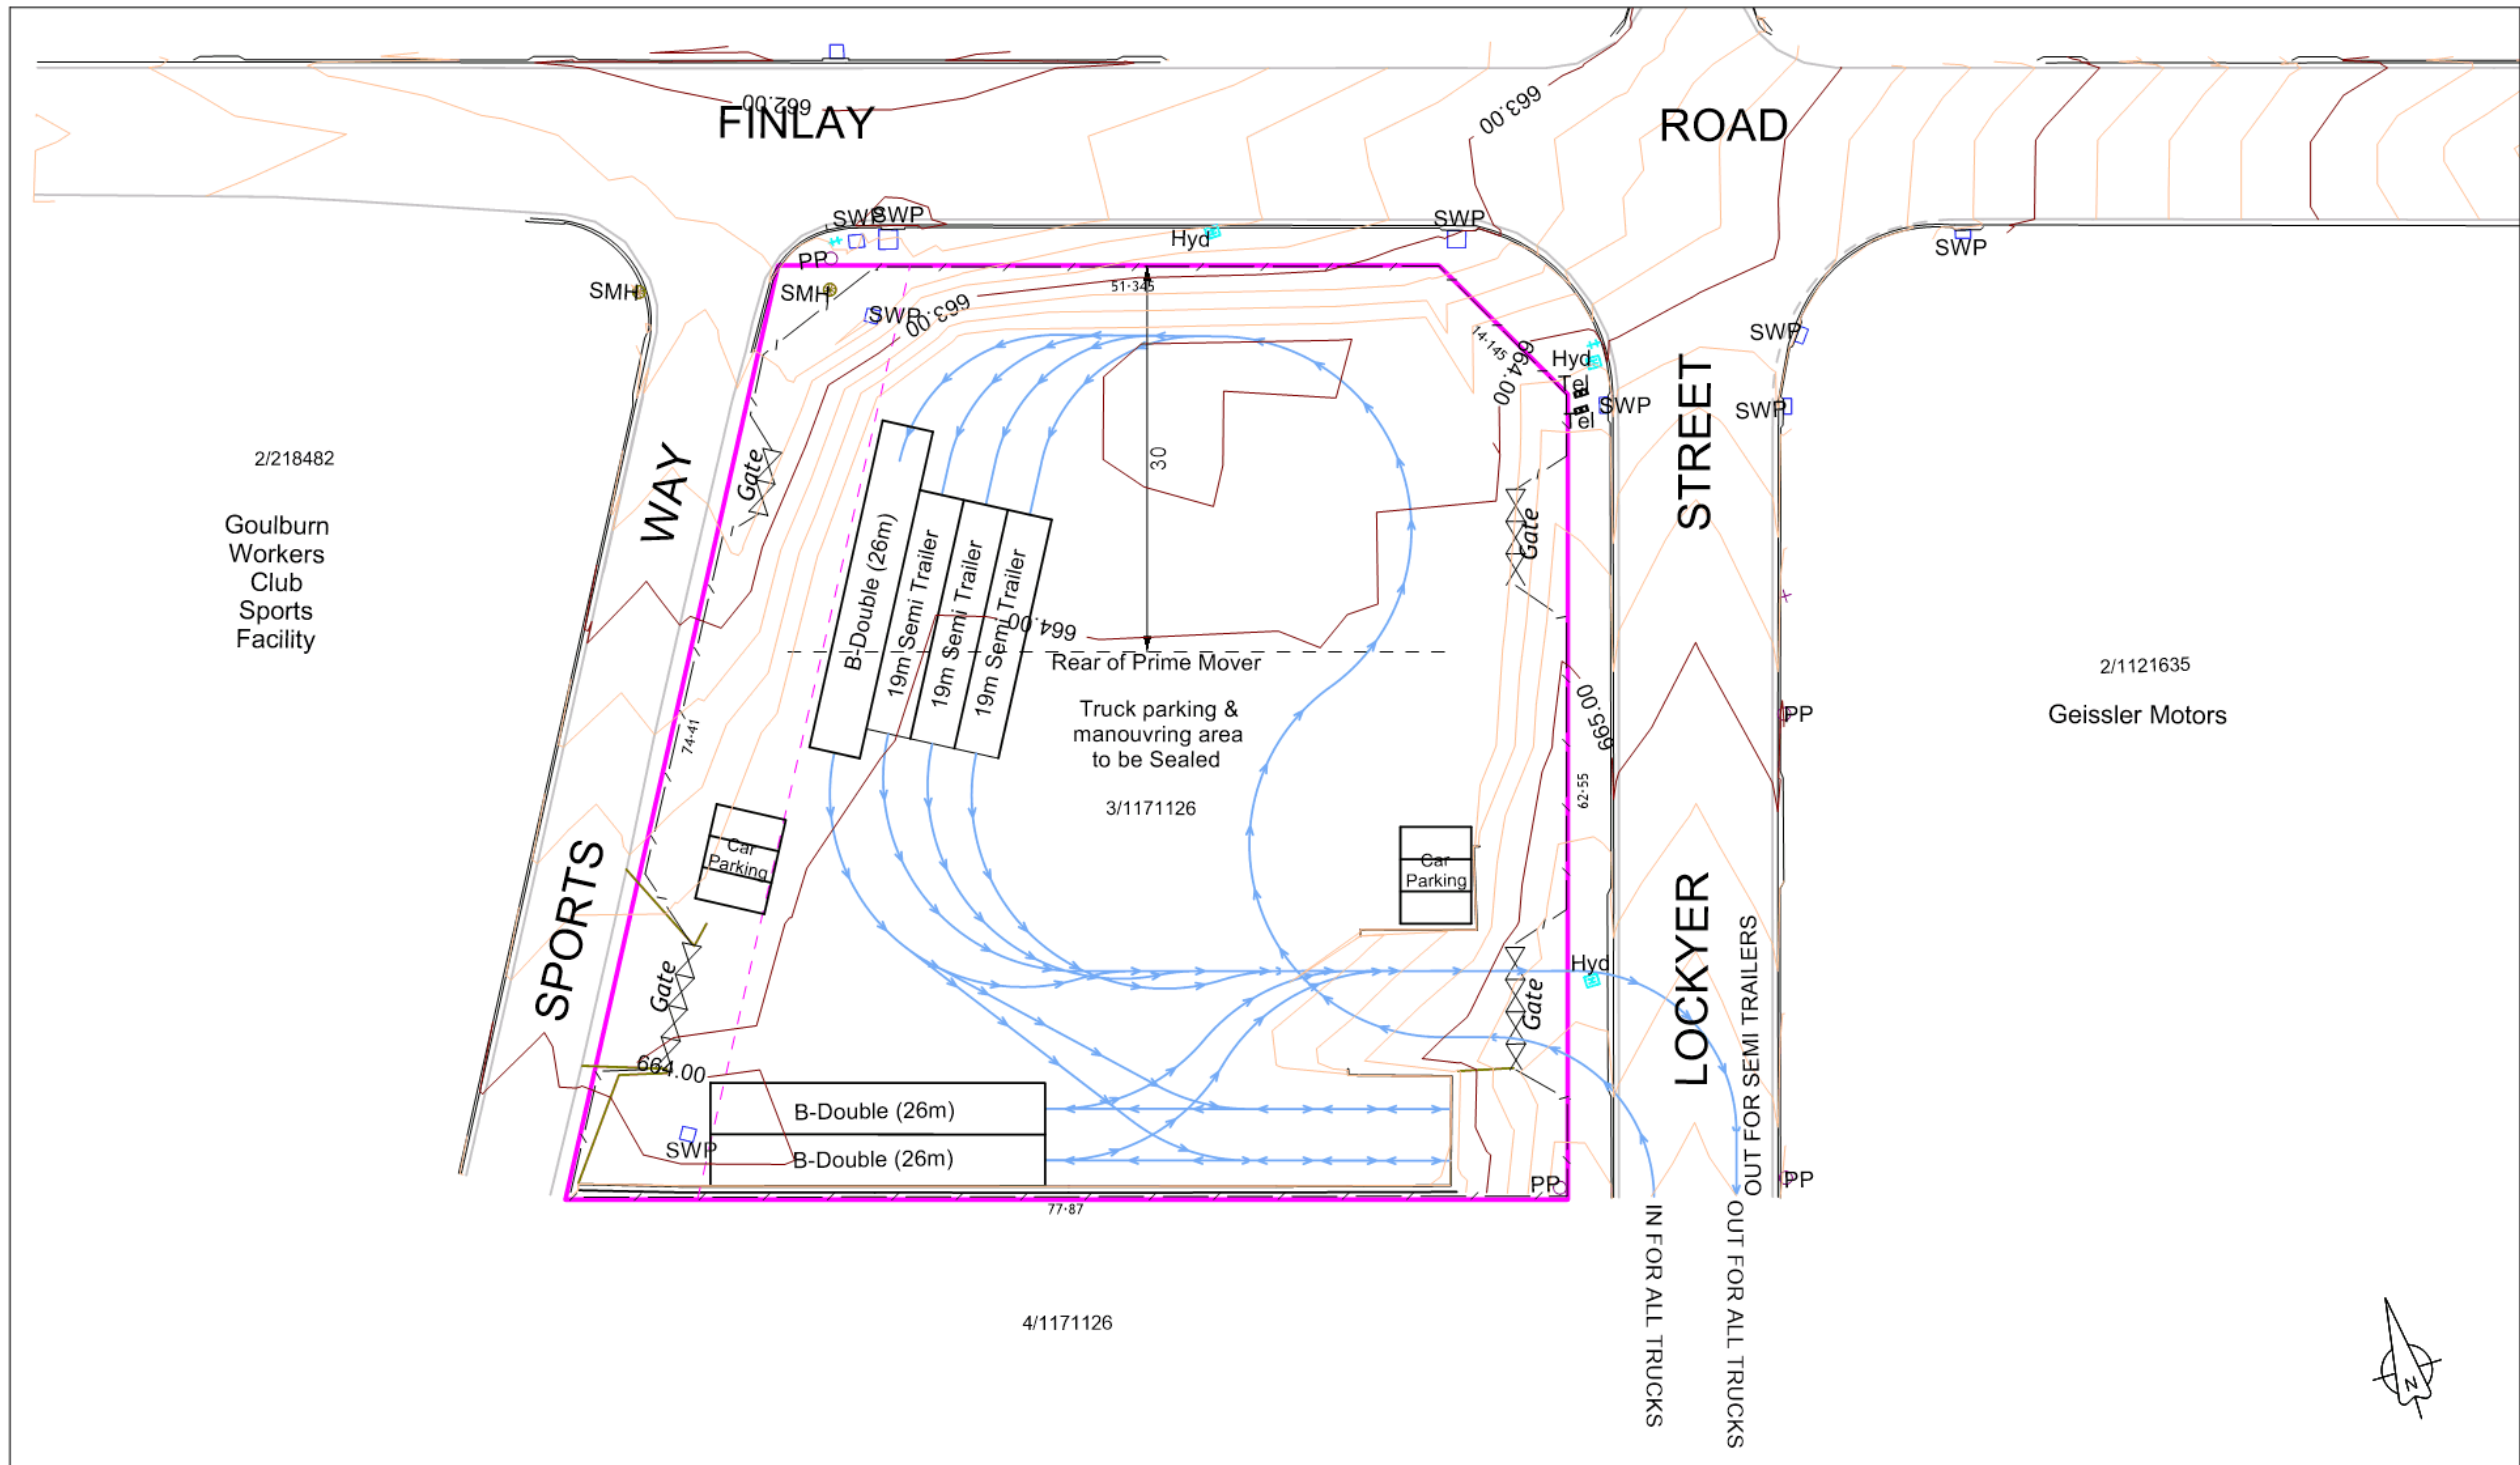 662.00
FINLAY
ROAD
663.00
SWP
SWP
SWP
Hyd
SWP
PP
SMH
SMH
SWP
663.00
51·345
14·145
664.00
Hyd
Tel
Tel
SWP
SWP
SWP
2/218482
Goulburn
Workers
Club
Sports
Facility
WAY
Gate
30
Gate
STREET
B-Double (26m)
19m Semi Trailer
19m Semi Trailer
19m Semi Trailer
664.00
Rear of Prime Mover
Truck parking &
manouvring area
to be Sealed
3/1171126
665.00
62·55
74·41
2/1121635
Geissler Motors
PP
Car
Parking
Car
Parking
SPORTS
Gate
Gate
Hyd
LOCKYER
OUT FOR SEMI TRAILERS
664.00
SWP
B-Double (26m)
B-Double (26m)
PP
PP
77·87
IN FOR ALL TRUCKS
OUT FOR ALL TRUCKS
4/1171126
N